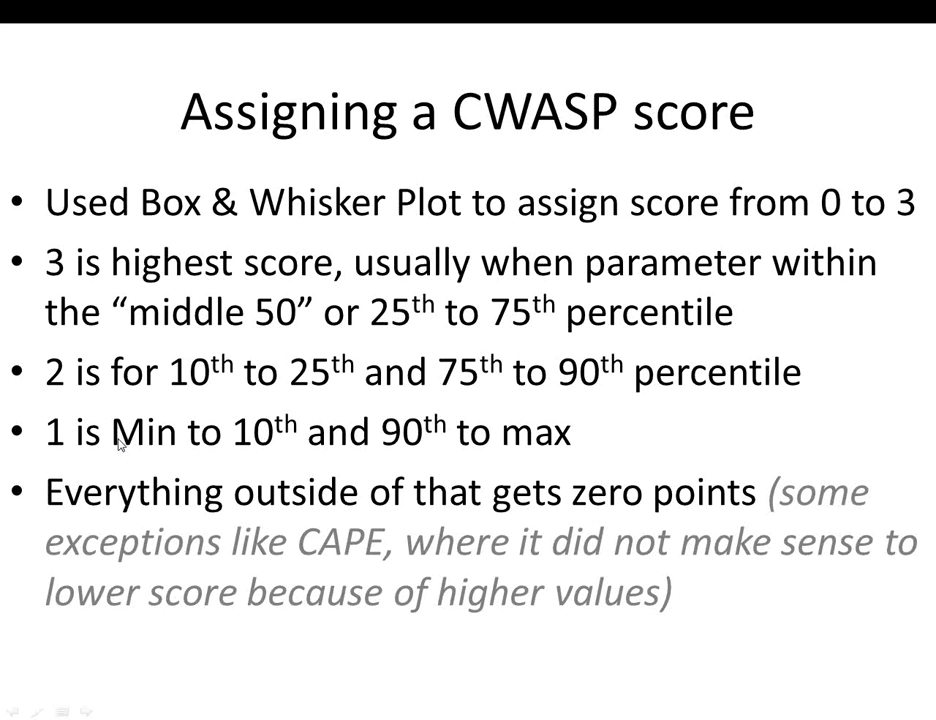 Assigning a CWASP score
• Used Box & Whisker Plot to assign score from 0 to 3
• 3 is highest score, usually when parameter within
the “middle 50” or 25th to 75th percentile
• 2 is for 10th to 25th and 75th to 90th percentile
• 1 is Min to 10th and 90th to max
• Everything outside of that gets zero points (some
exceptions like CAPE, where it did not make sense to
lower score because of higher values)